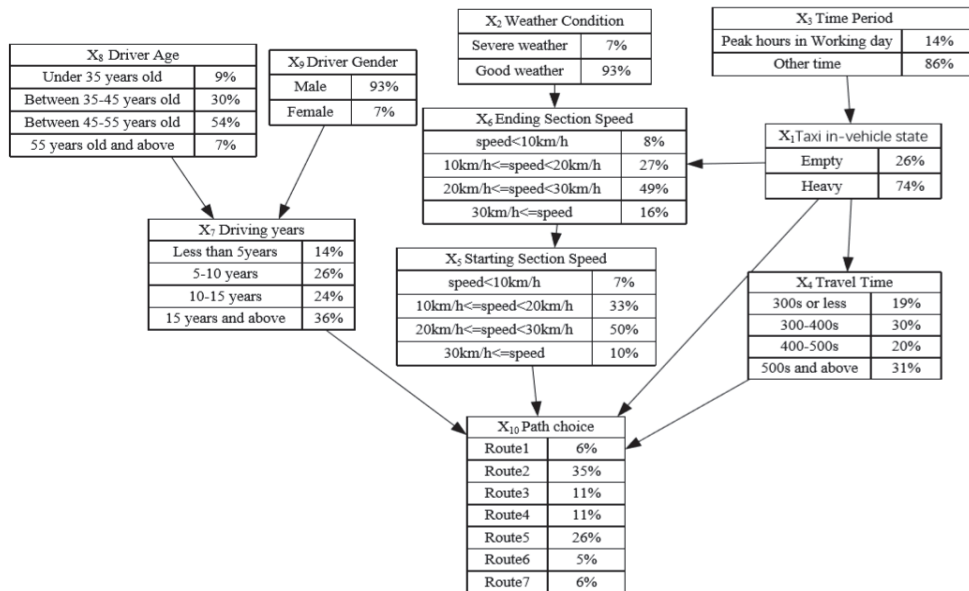 X₈ Driver Age
Under 35 years old 9%
Between 35-45 years old 30%
Between 45-55 years old 54%
55 years old and above 7%
X₉ Driver Gender
Male 93%
Female 7%
X₂ Weather Condition
Severe weather 7%
Good weather 93%
X₃ Time Period
Peak hours in Working day 14%
Other time 86%
X₆ Ending Section Speed
speed<10km/h 8%
10km/h<=speed<20km/h 27%
20km/h<=speed<30km/h 49%
30km/h<=speed 16%
X₁Taxi in-vehicle state
Empty 26%
Heavy 74%
X₇ Driving years
Less than 5years 14%
5-10 years 26%
10-15 years 24%
15 years and above 36%
X₅ Starting Section Speed
speed<10km/h 7%
10km/h<=speed<20km/h 33%
20km/h<=speed<30km/h 50%
30km/h<=speed 10%
X₄ Travel Time
300s or less 19%
300-400s 30%
400-500s 20%
500s and above 31%
X₁₀ Path choice
Route1 6%
Route2 35%
Route3 11%
Route4 11%
Route5 26%
Route6 5%
Route7 6%